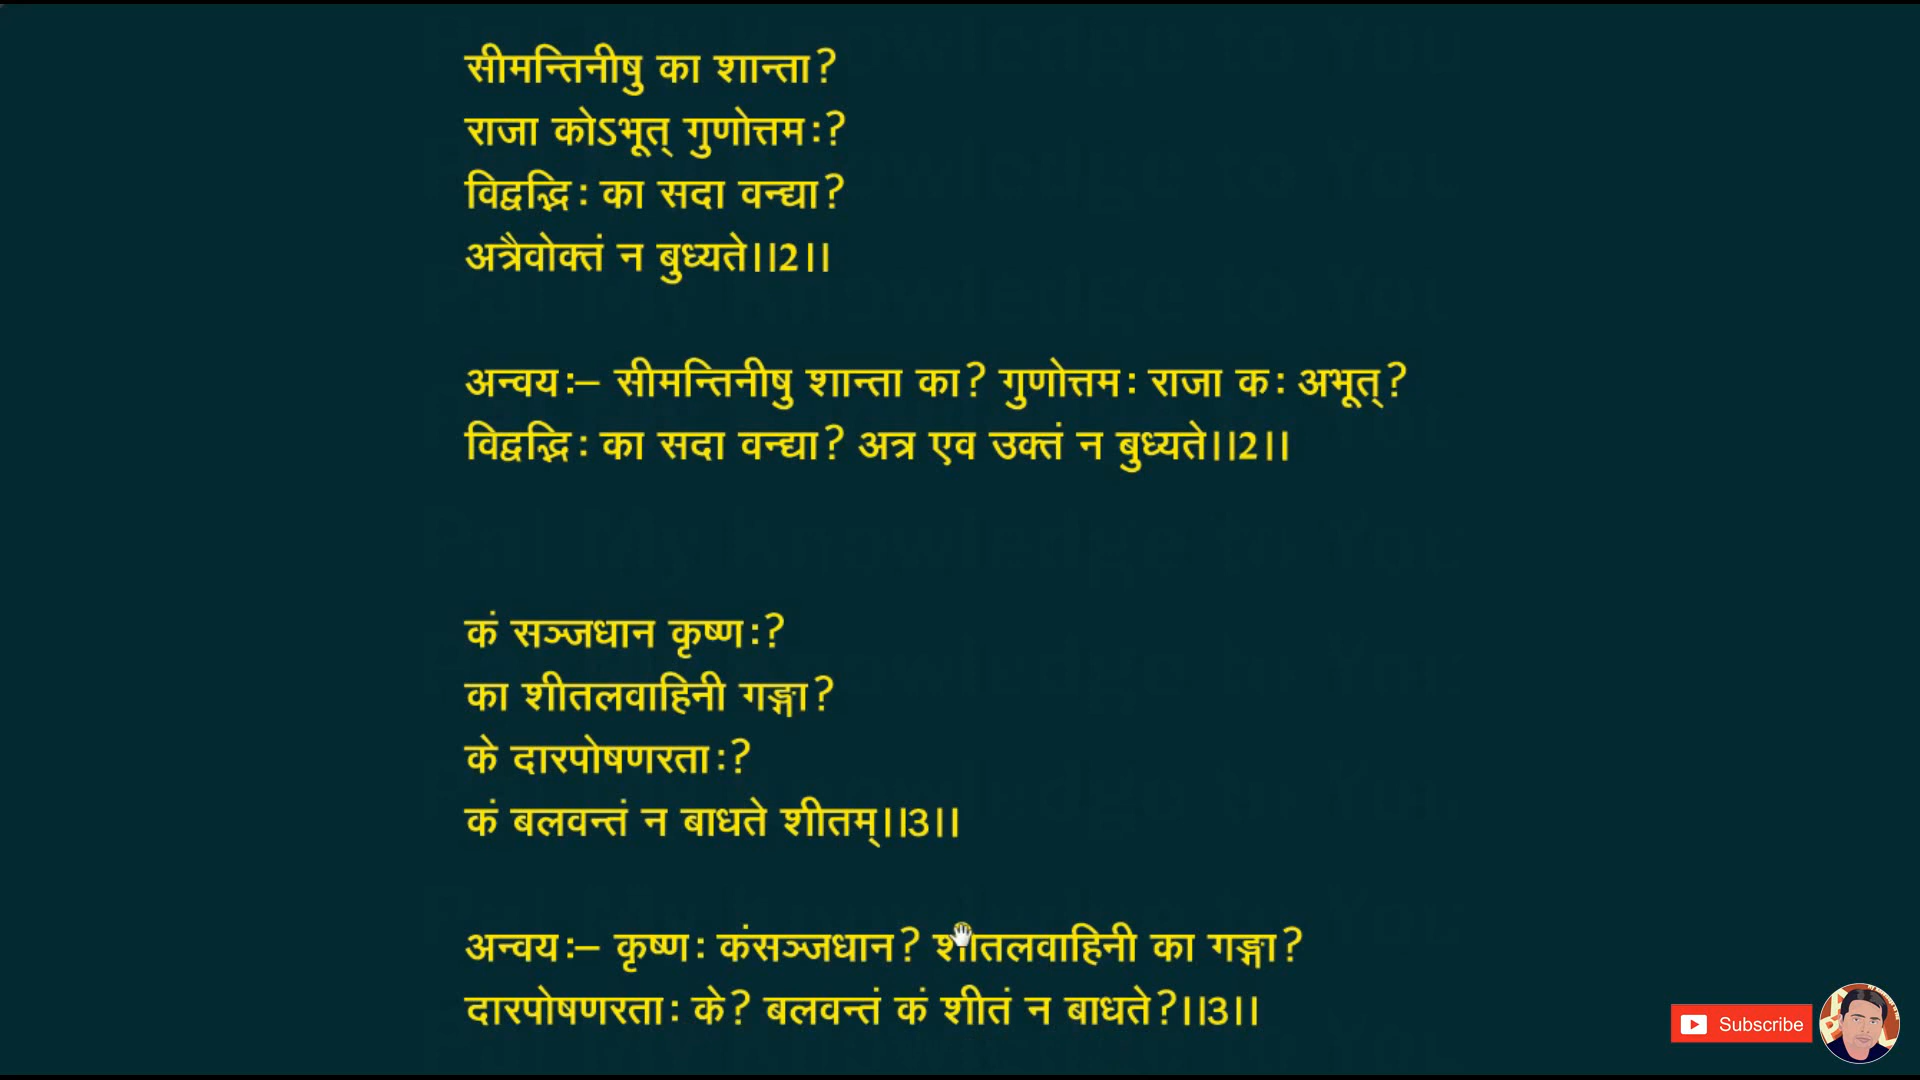 सीमन्तिनीषु का शान्ता?
राजा कोऽभूत् गुणोत्तमः?
विद्वद्भिः का सदा वन्द्या?
अत्रैवोक्तं न बुध्यते।।2।।
अन्वयः– सीमन्तिनीषु शान्ता का? गुणोत्तमः राजा कः अभूत्?
विद्वद्भिः का सदा वन्द्या? अत्र एव उक्तं न बुध्यते।।2।।
कं सञ्जधान कृष्णः?
का शीतलवाहिनी गङ्गा?
के दारपोषणरताः?
कं बलवन्तं न बाधते शीतम्।।3।।
अन्वयः– कृष्णः कंसञ्जधान? शीतलवाहिनी का गङ्गा?
दारपोषणरताः के? बलवन्तं कं शीतं न बाधते?।।3।।
Subscribe